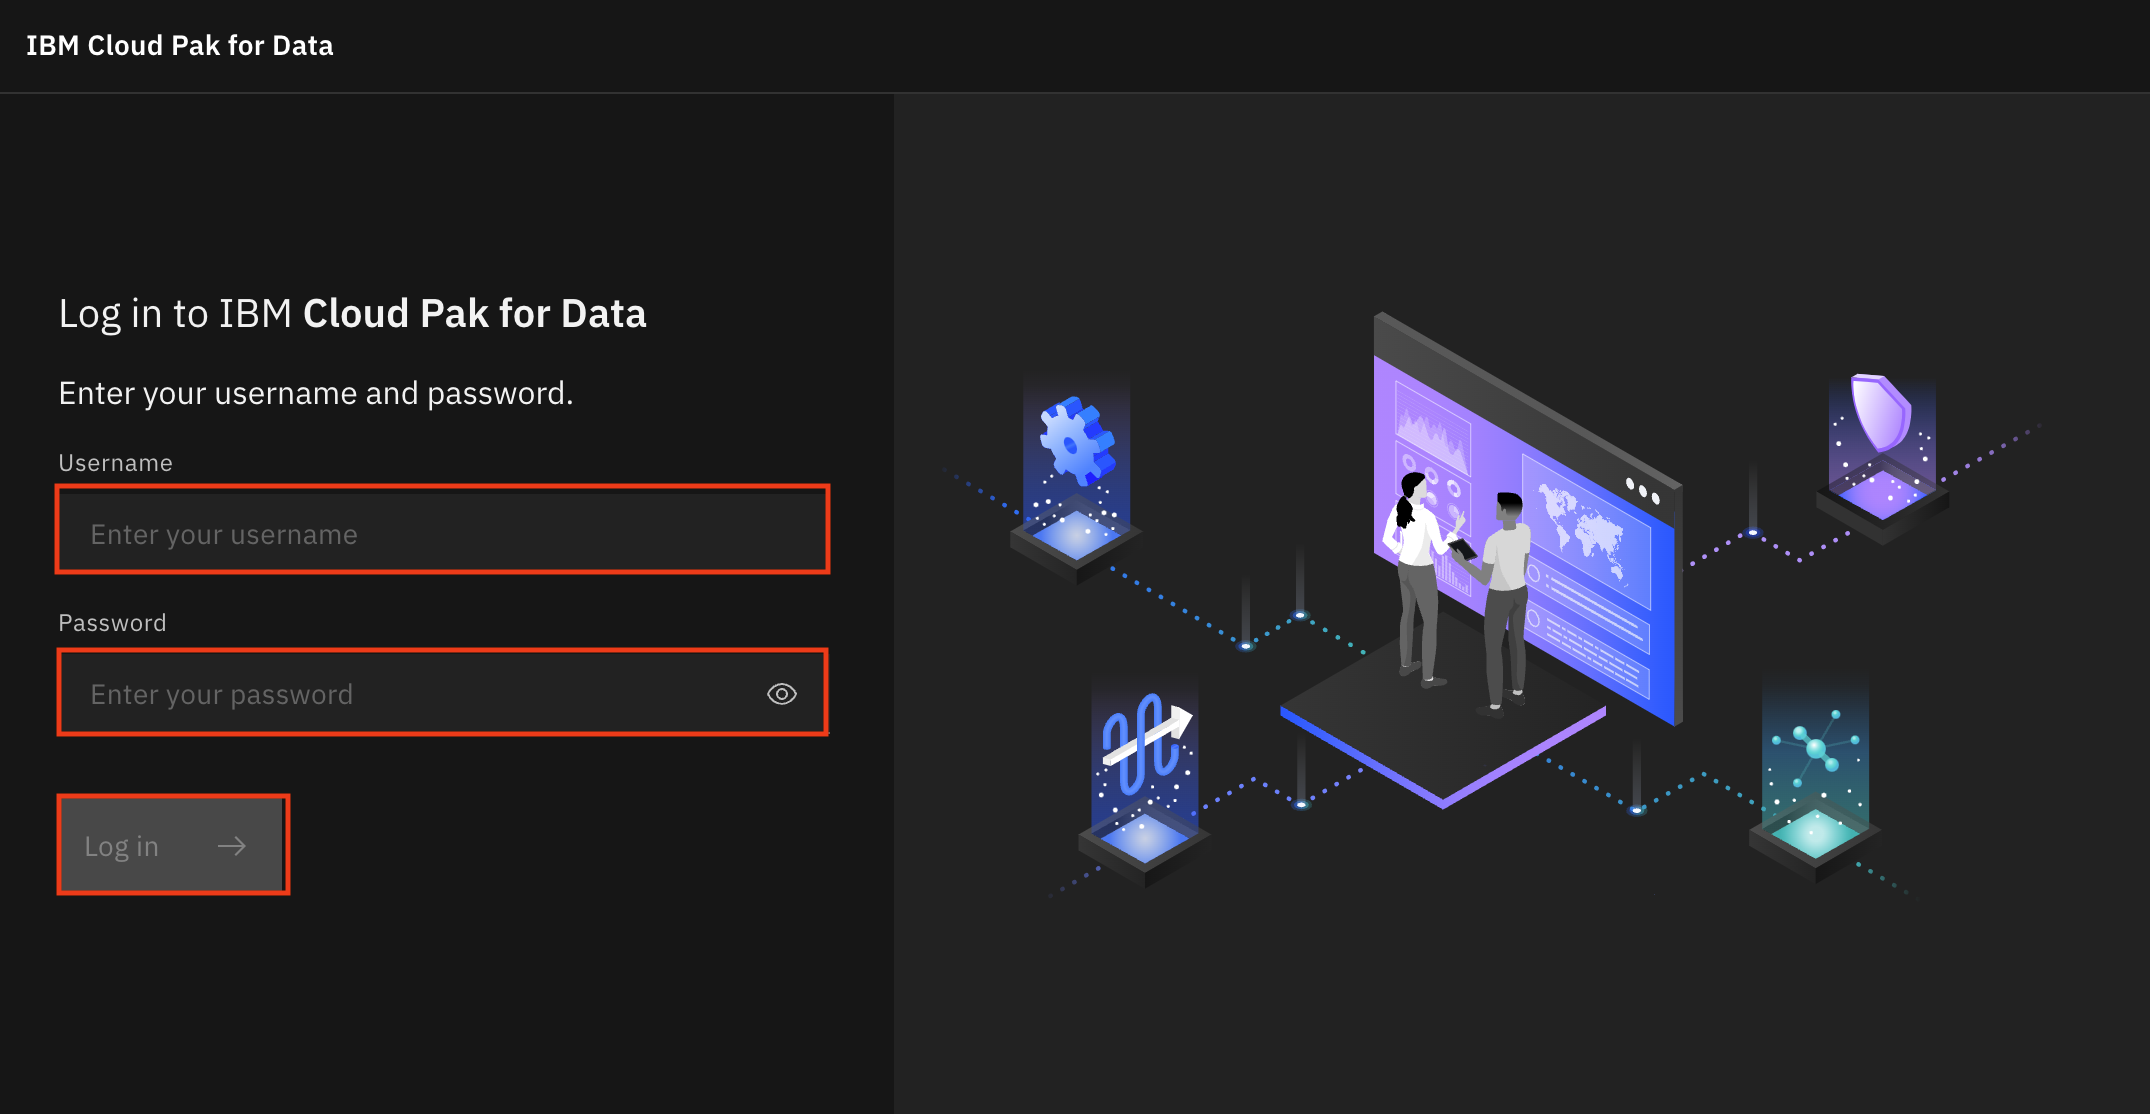 IBM Cloud Pak for Data
Log in to IBM Cloud Pak for Data
Enter your username and password.
Username
Enter your username
Password
Enter your password
Log in